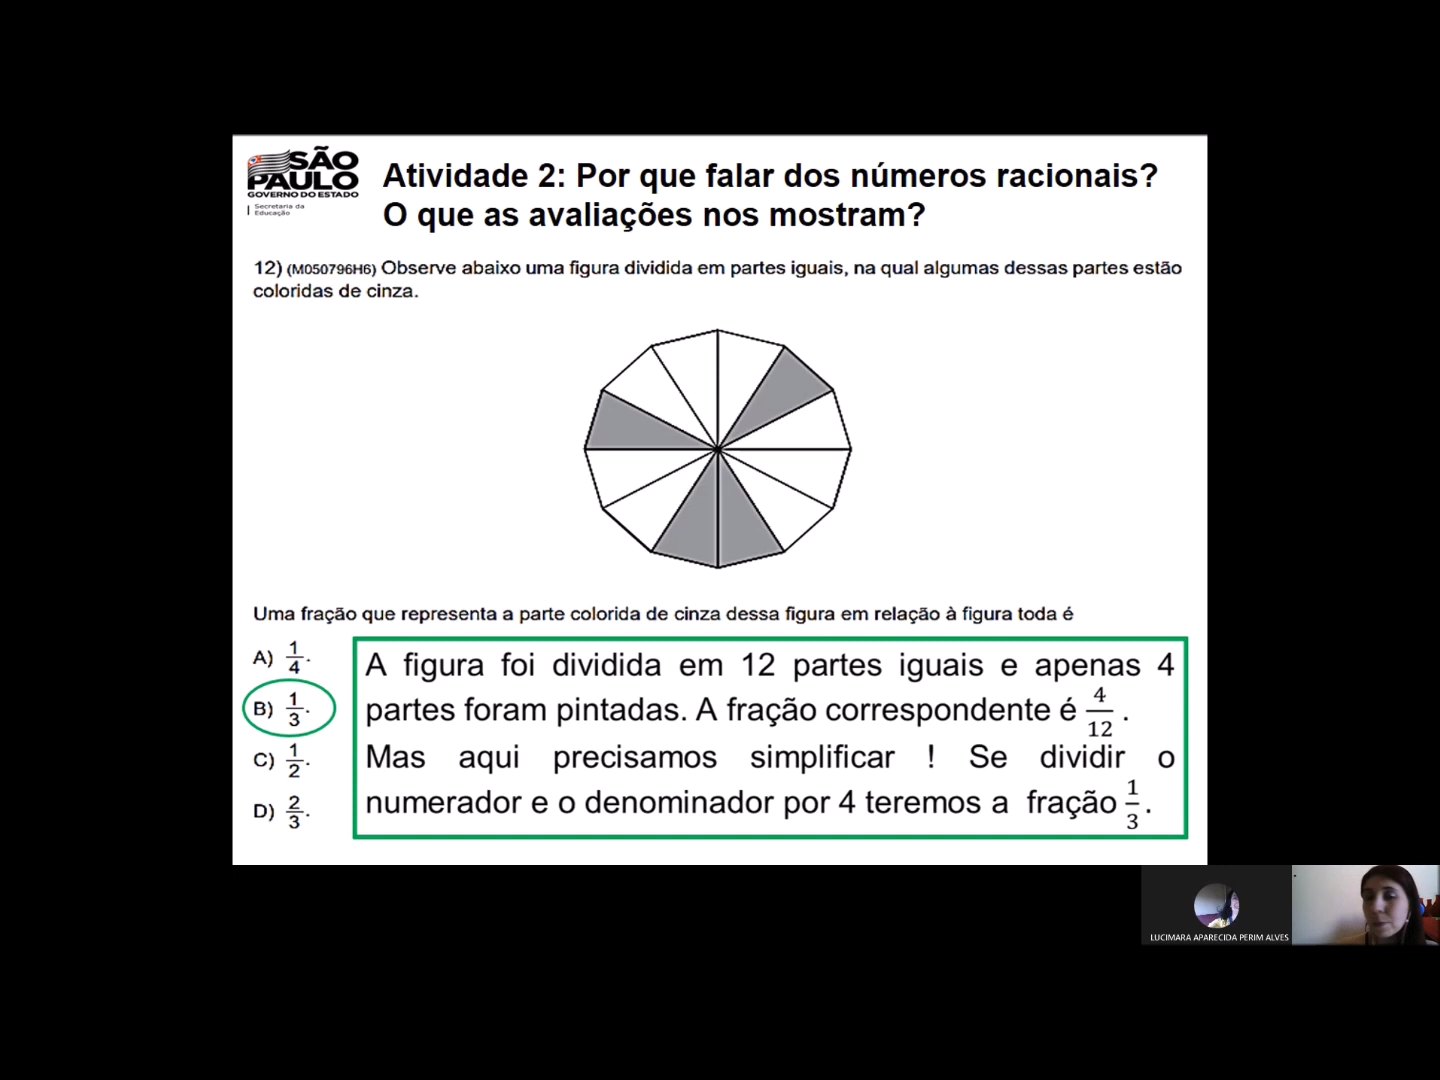 SÃO
PAULO
GOVERNO DO ESTADO
Secretaria da
Educação
Atividade 2: Por que falar dos números racionais?
O que as avaliações nos mostram?
12) (M050796H6) Observe abaixo uma figura dividida em partes iguais, na qual algumas dessas partes estão
coloridas de cinza.
Uma fração que representa a parte colorida de cinza dessa figura em relação à figura toda é
A) 1/4.
B) 1/3.
C) 1/2.
D) 2/3.
A figura foi dividida em 12 partes iguais e apenas 4
partes foram pintadas. A fração correspondente é 4/12 .
Mas aqui precisamos simplificar ! Se dividir o
numerador e o denominador por 4 teremos a fração 1/3 .
LUCIMARA APARECIDA PERIM ALVES